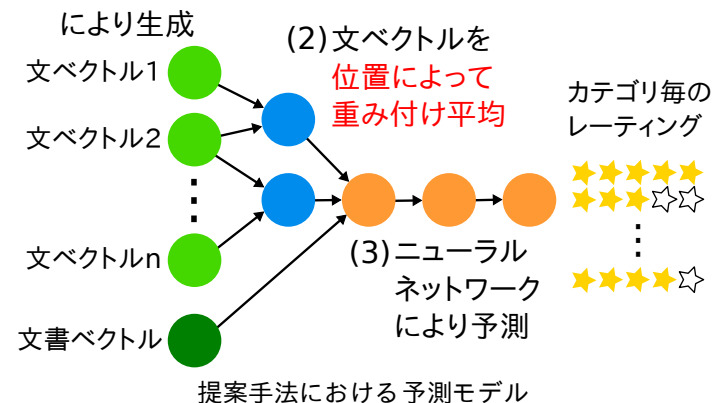 により生成
文ベクトル1
文ベクトル2
文ベクトルn
文書ベクトル
(2)文ベクトルを
位置によって
重み付け平均
(3)ニューラル
ネットワーク
により予測
カテゴリ毎の
レーティング
提案手法における予測モデル